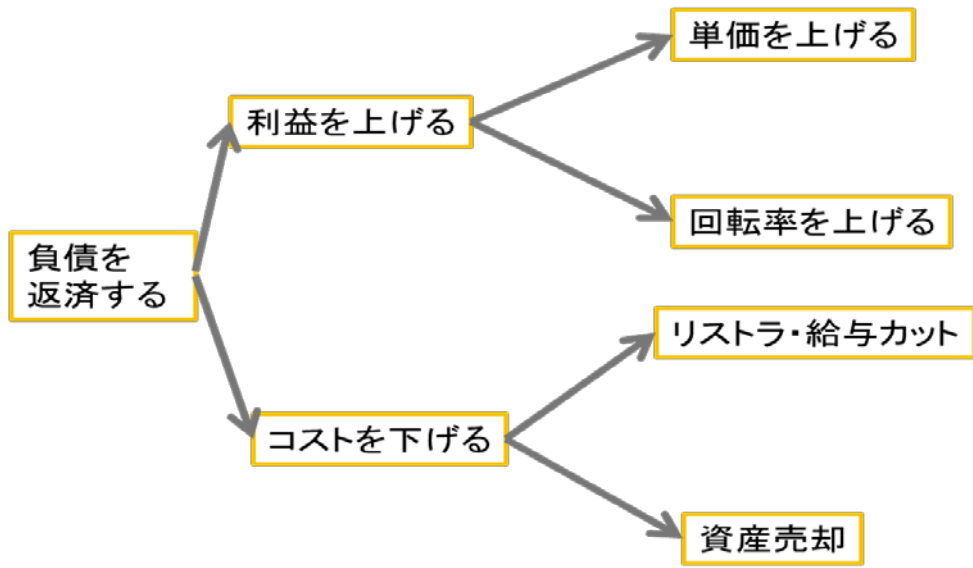 単価を上げる
利益を上げる
回転率を上げる
負債を
返済する
リストラ・給与カット
コストを下げる
資産売却